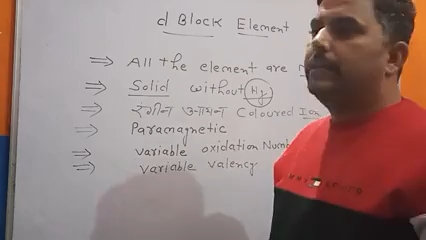 d Block Element
⇒ All the element are
⇒ Solid without Hg
⇒ रंगीन आयन Coloured Ion
⇒ Paramagnetic
⇒ variable oxidation Numb
⇒ variable valency